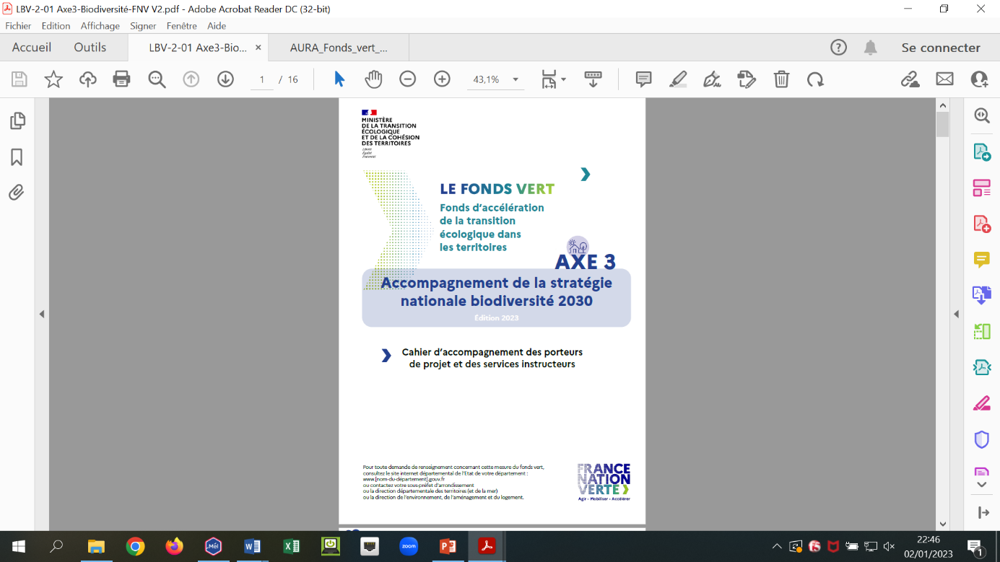 LBV-2-01 Axe3-Biodiversité-FNV V2.pdf - Adobe Acrobat Reader DC (32-bit)
Fichier Edition Affichage Signer Fenêtre Aide
Accueil Outils LBV-2-01 Axe3-Bio... × AURA_Fonds_vert_... Se connecter
1 / 16 43,1%
MINISTÈRE
DE LA TRANSITION
ÉCOLOGIQUE
ET DE LA COHÉSION
DES TERRITOIRES
Liberté
Égalité
Fraternité
LE FONDS VERT
Fonds d'accélération
de la transition
écologique dans
les territoires
AXE 3
Accompagnement de la stratégie
nationale biodiversité 2030
Édition 2023
Cahier d'accompagnement des porteurs
de projet et des services instructeurs
Pour toute demande de renseignement concernant cette mesure du fonds vert,
consultez le site internet départemental de l'Etat de votre département :
www.[nom-du-département].gouv.fr
ou contactez votre sous-préfet d'arrondissement
ou la direction départementale des territoires (et de la mer)
ou la direction de l'environnement, de l'aménagement et du logement.
FRANCE
NATION
VERTE
Agir • Mobiliser • Accélérer
Mél
zoom
22:46
02/01/2023
1